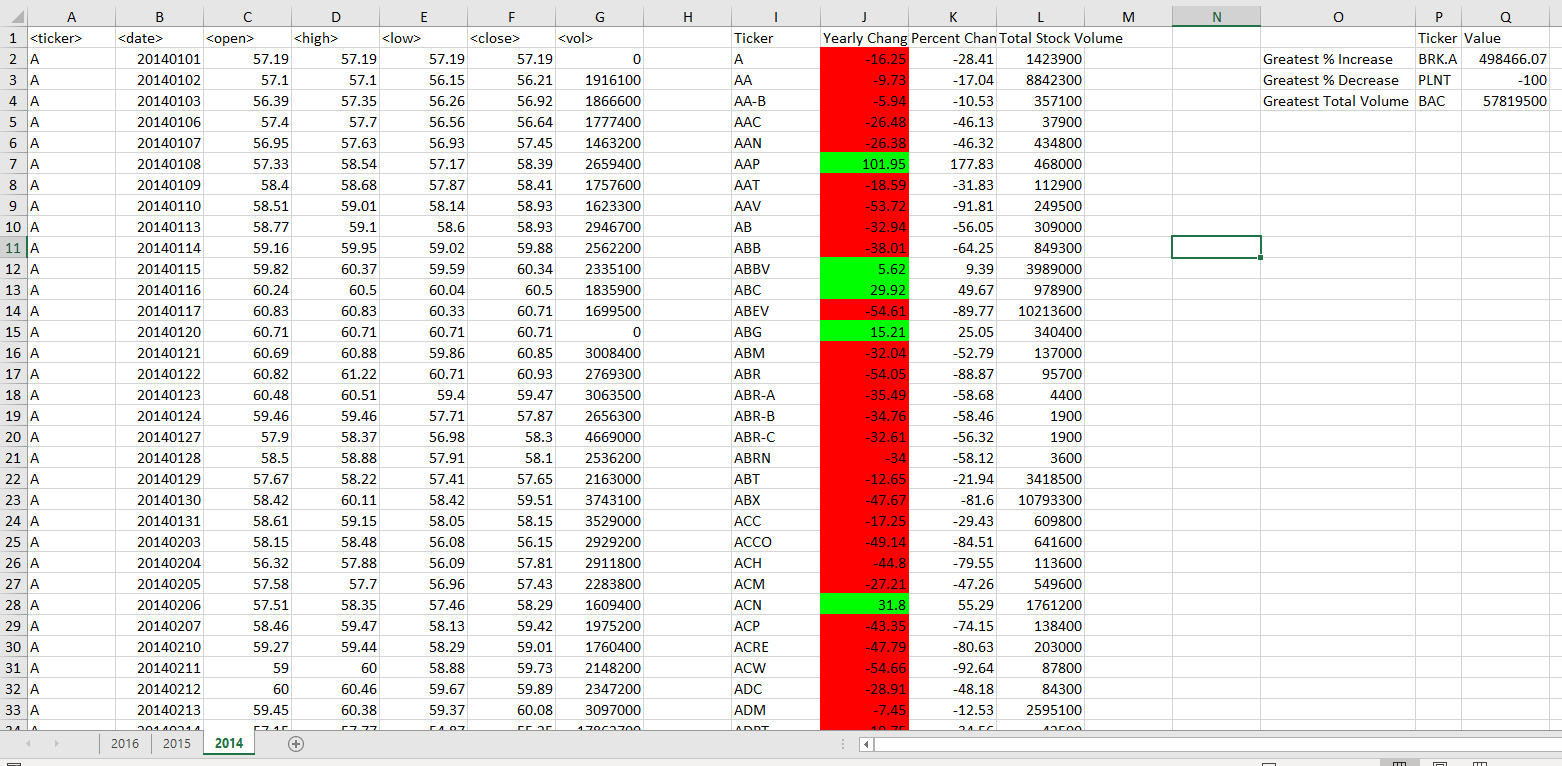 A B C D E F G H I J K L M N O P Q
1 <ticker> <date> <open> <high> <low> <close> <vol> Ticker Yearly Chang Percent Chan Total Stock Volume Ticker Value
2 A 20140101 57.19 57.19 57.19 57.19 0 A -16.25 -28.41 1423900 Greatest % Increase BRK.A 498466.07
3 A 20140102 57.1 57.1 56.15 56.21 1916100 AA -9.73 -17.04 8842300 Greatest % Decrease PLNT -100
4 A 20140103 56.39 57.35 56.26 56.92 1866600 AA-B -5.94 -10.53 357100 Greatest Total Volume BAC 57819500
5 A 20140106 57.4 57.7 56.56 56.64 1777400 AAC -26.48 -46.13 37900
6 A 20140107 56.95 57.63 56.93 57.45 1463200 AAN -26.38 -46.32 434800
7 A 20140108 57.33 58.54 57.17 58.39 2659400 AAP 101.95 177.83 468000
8 A 20140109 58.4 58.68 57.87 58.41 1757600 AAT -18.59 -31.83 112900
9 A 20140110 58.51 59.01 58.14 58.93 1623300 AAV -53.72 -91.81 249500
10 A 20140113 58.77 59.1 58.6 58.93 2946700 AB -32.94 -56.05 309000
11 A 20140114 59.16 59.95 59.02 59.88 2562200 ABB -38.01 -64.25 849300
12 A 20140115 59.82 60.37 59.59 60.34 2335100 ABBV 5.62 9.39 3989000
13 A 20140116 60.24 60.5 60.04 60.5 1835900 ABC 29.92 49.67 978900
14 A 20140117 60.83 60.83 60.33 60.71 1699500 ABEV -54.61 -89.77 10213600
15 A 20140120 60.71 60.71 60.71 60.71 0 ABG 15.21 25.05 340400
16 A 20140121 60.69 60.88 59.86 60.85 3008400 ABM -32.04 -52.79 137000
17 A 20140122 60.82 61.22 60.71 60.93 2769300 ABR -54.05 -88.87 95700
18 A 20140123 60.48 60.51 59.4 59.47 3063500 ABR-A -35.49 -58.68 4400
19 A 20140124 59.46 59.46 57.71 57.87 2656300 ABR-B -34.76 -58.46 1900
20 A 20140127 57.9 58.37 56.98 58.3 4669000 ABR-C -32.61 -56.32 1900
21 A 20140128 58.5 58.88 57.91 58.1 2536200 ABRN -34 -58.12 3600
22 A 20140129 57.67 58.22 57.41 57.65 2163000 ABT -12.65 -21.94 3418500
23 A 20140130 58.42 60.11 58.42 59.51 3743100 ABX -47.67 -81.6 10793300
24 A 20140131 58.61 59.15 58.05 58.15 3529000 ACC -17.25 -29.43 609800
25 A 20140203 58.15 58.48 56.08 56.15 2929200 ACCO -49.14 -84.51 641600
26 A 20140204 56.32 57.88 56.09 57.81 2911800 ACH -44.8 -79.55 113600
27 A 20140205 57.58 57.7 56.96 57.43 2283800 ACM -27.21 -47.26 549600
28 A 20140206 57.51 58.35 57.46 58.29 1609400 ACN 31.8 55.29 1761200
29 A 20140207 58.46 59.47 58.13 59.42 1975200 ACP -43.35 -74.15 138400
30 A 20140210 59.27 59.44 58.29 59.01 1760400 ACRE -47.79 -80.63 203000
31 A 20140211 59 60 58.88 59.73 2148200 ACW -54.66 -92.64 87800
32 A 20140212 60 60.46 59.67 59.89 2347200 ADC -28.91 -48.18 84300
33 A 20140213 59.45 60.38 59.37 60.08 3097000 ADM -7.45 -12.53 2595100
2016 2015 2014